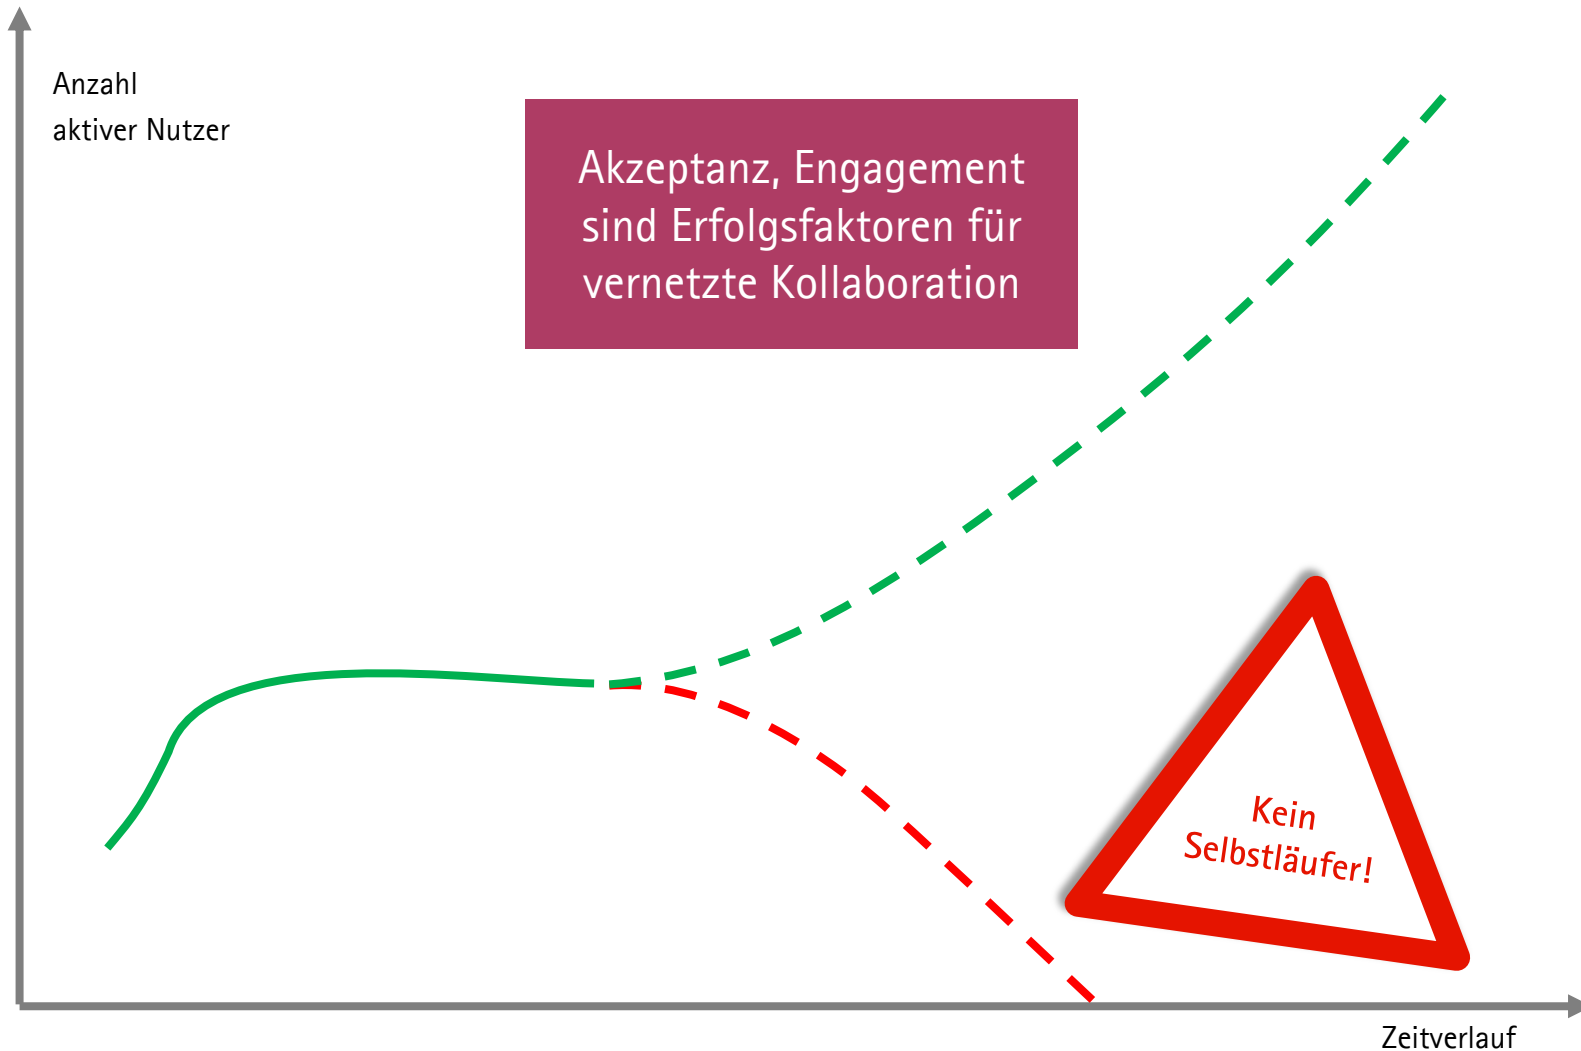 Anzahl
aktiver Nutzer
Akzeptanz, Engagement
sind Erfolgsfaktoren für
vernetzte Kollaboration
Kein
Selbstläufer!
Zeitverlauf